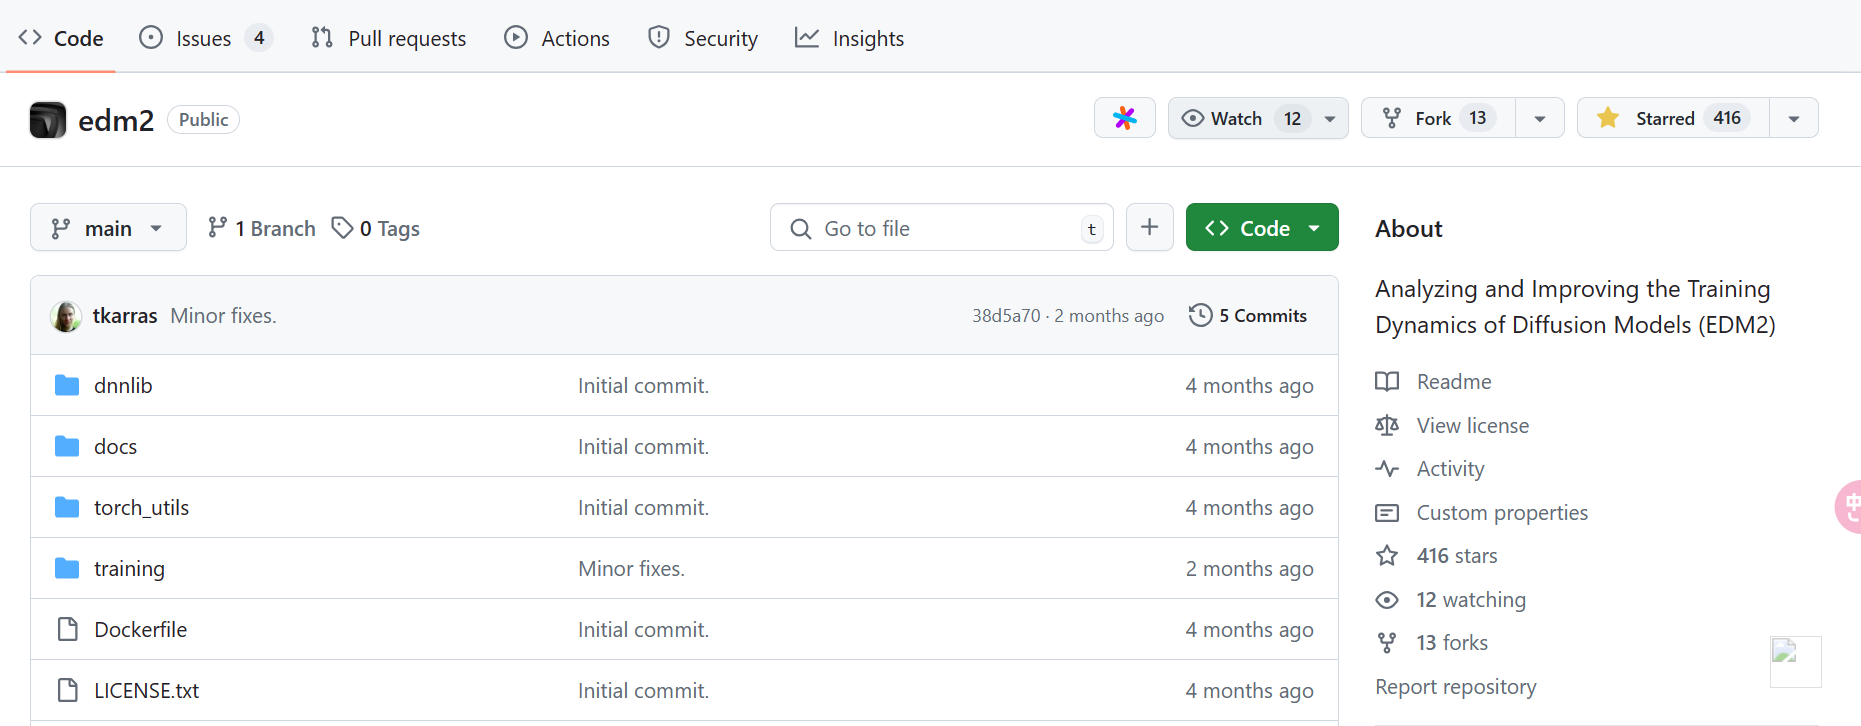 Code Issues 4 Pull requests Actions Security Insights
edm2 Public Watch 12 Fork 13 Starred 416
main 1 Branch 0 Tags Go to file t Code
About
Analyzing and Improving the Training
Dynamics of Diffusion Models (EDM2)
tkarras Minor fixes. 38d5a70 · 2 months ago 5 Commits
dnnlib Initial commit. 4 months ago
docs Initial commit. 4 months ago
torch_utils Initial commit. 4 months ago
training Minor fixes. 2 months ago
Dockerfile Initial commit. 4 months ago
LICENSE.txt Initial commit. 4 months ago
Readme
View license
Activity
Custom properties
416 stars
12 watching
13 forks
Report repository
中